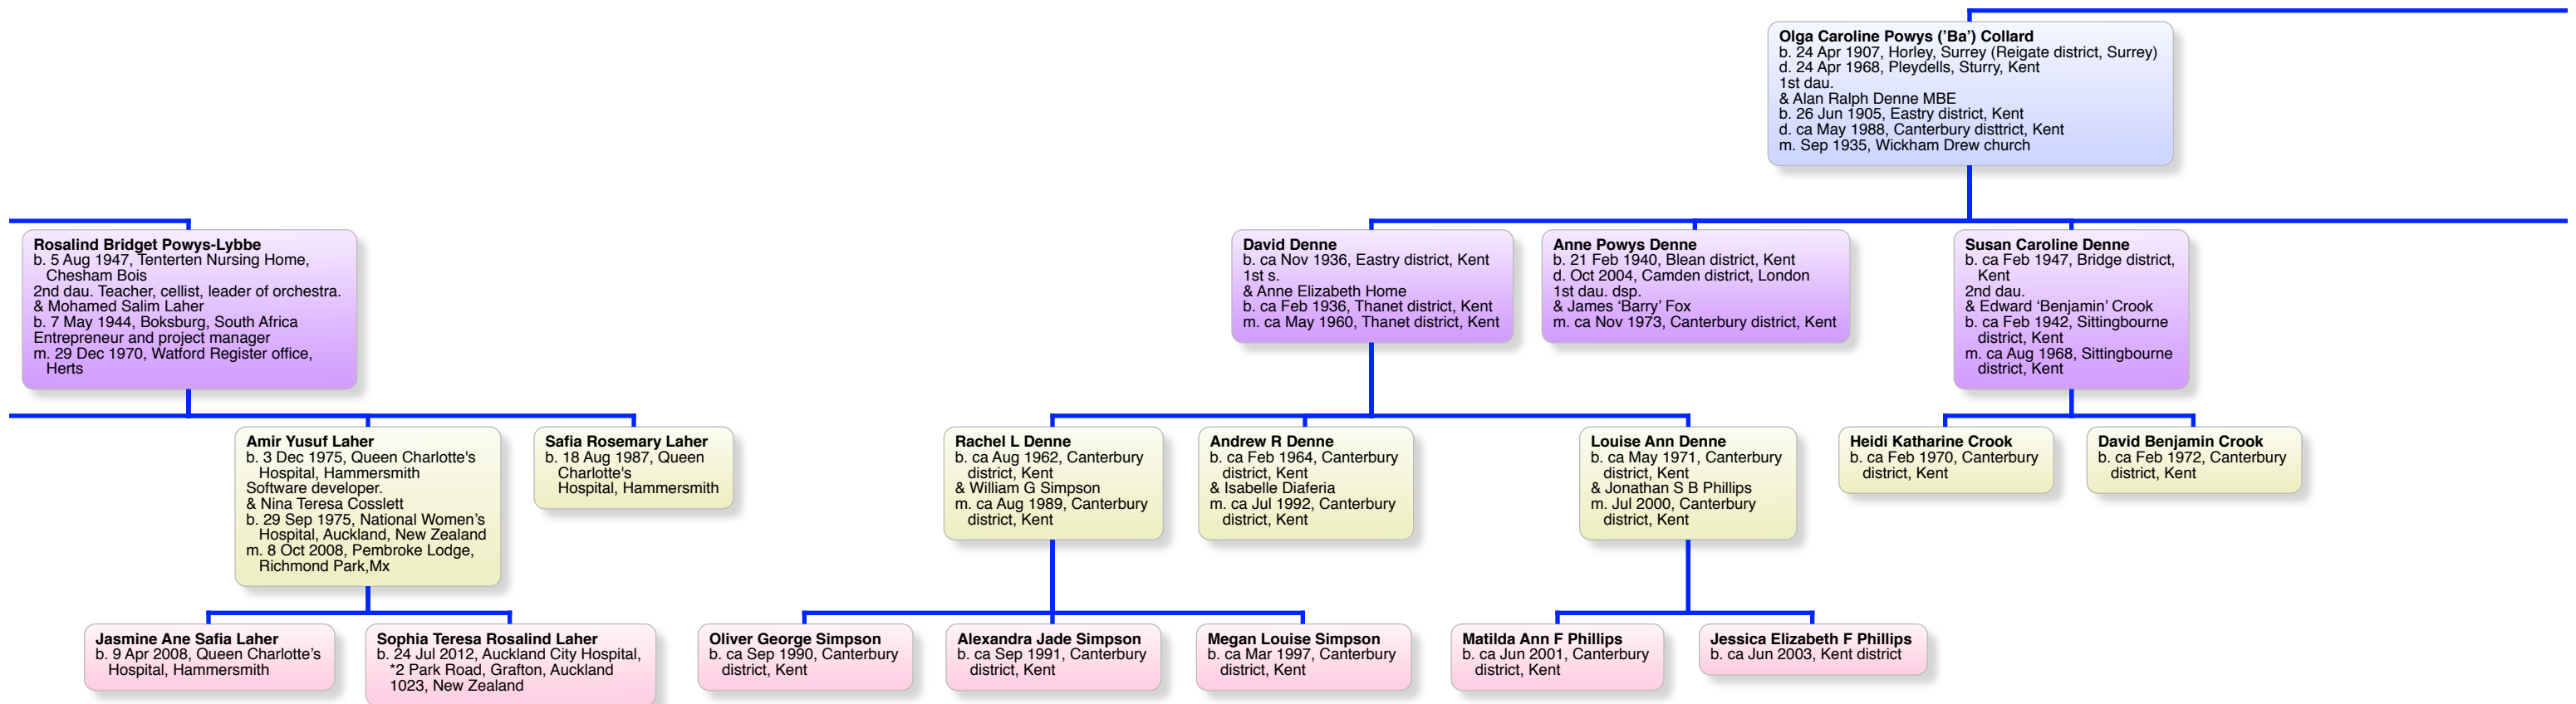 Olga Caroline Powys ('Ba') Collard
b. 24 Apr 1907, Horley, Surrey (Reigate district, Surrey)
d. 24 Apr 1968, Pleydells, Sturry, Kent
1st dau.
& Alan Ralph Denne MBE
b. 26 Jun 1905, Eastry district, Kent
d. ca May 1988, Canterbury disttrict, Kent
m. Sep 1935, Wickham Drew church
Rosalind Bridget Powys-Lybbe
b. 5 Aug 1947, Tenterten Nursing Home,
Chesham Bois
2nd dau. Teacher, cellist, leader of orchestra.
& Mohamed Salim Laher
b. 7 May 1944, Boksburg, South Africa
Entrepreneur and project manager
m. 29 Dec 1970, Watford Register office,
Herts
David Denne
b. ca Nov 1936, Eastry district, Kent
1st s.
& Anne Elizabeth Home
b. ca Feb 1936, Thanet district, Kent
m. ca May 1960, Thanet district, Kent
Anne Powys Denne
b. 21 Feb 1940, Blean district, Kent
d. Oct 2004, Camden district, London
1st dau. dsp.
& James ‘Barry’ Fox
m. ca Nov 1973, Canterbury district, Kent
Susan Caroline Denne
b. ca Feb 1947, Bridge district,
Kent
2nd dau.
& Edward ‘Benjamin’ Crook
b. ca Feb 1942, Sittingbourne
district, Kent
m. ca Aug 1968, Sittingbourne
district, Kent
Amir Yusuf Laher
b. 3 Dec 1975, Queen Charlotte's
Hospital, Hammersmith
Software developer.
& Nina Teresa Cosslett
b. 29 Sep 1975, National Women’s
Hospital, Auckland, New Zealand
m. 8 Oct 2008, Pembroke Lodge,
Richmond Park,Mx
Safia Rosemary Laher
b. 18 Aug 1987, Queen
Charlotte's
Hospital, Hammersmith
Rachel L Denne
b. ca Aug 1962, Canterbury
district, Kent
& William G Simpson
m. ca Aug 1989, Canterbury
district, Kent
Andrew R Denne
b. ca Feb 1964, Canterbury
district, Kent
& Isabelle Diaferia
m. ca Jul 1992, Canterbury
district, Kent
Louise Ann Denne
b. ca May 1971, Canterbury
district, Kent
& Jonathan S B Phillips
m. Jul 2000, Canterbury
district, Kent
Heidi Katharine Crook
b. ca Feb 1970, Canterbury
district, Kent
David Benjamin Crook
b. ca Feb 1972, Canterbury
district, Kent
Jasmine Ane Safia Laher
b. 9 Apr 2008, Queen Charlotte’s
Hospital, Hammersmith
Sophia Teresa Rosalind Laher
b. 24 Jul 2012, Auckland City Hospital,
*2 Park Road, Grafton, Auckland
1023, New Zealand
Oliver George Simpson
b. ca Sep 1990, Canterbury
district, Kent
Alexandra Jade Simpson
b. ca Sep 1991, Canterbury
district, Kent
Megan Louise Simpson
b. ca Mar 1997, Canterbury
district, Kent
Matilda Ann F Phillips
b. ca Jun 2001, Canterbury
district, Kent
Jessica Elizabeth F Phillips
b. ca Jun 2003, Kent district